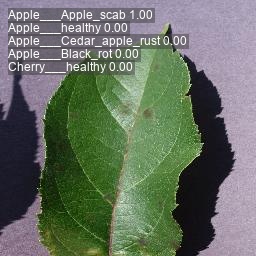 Apple___Apple_scab 1.00
Apple___healthy 0.00
Apple___Cedar_apple_rust 0.00
Apple___Black_rot 0.00
Cherry___healthy 0.00